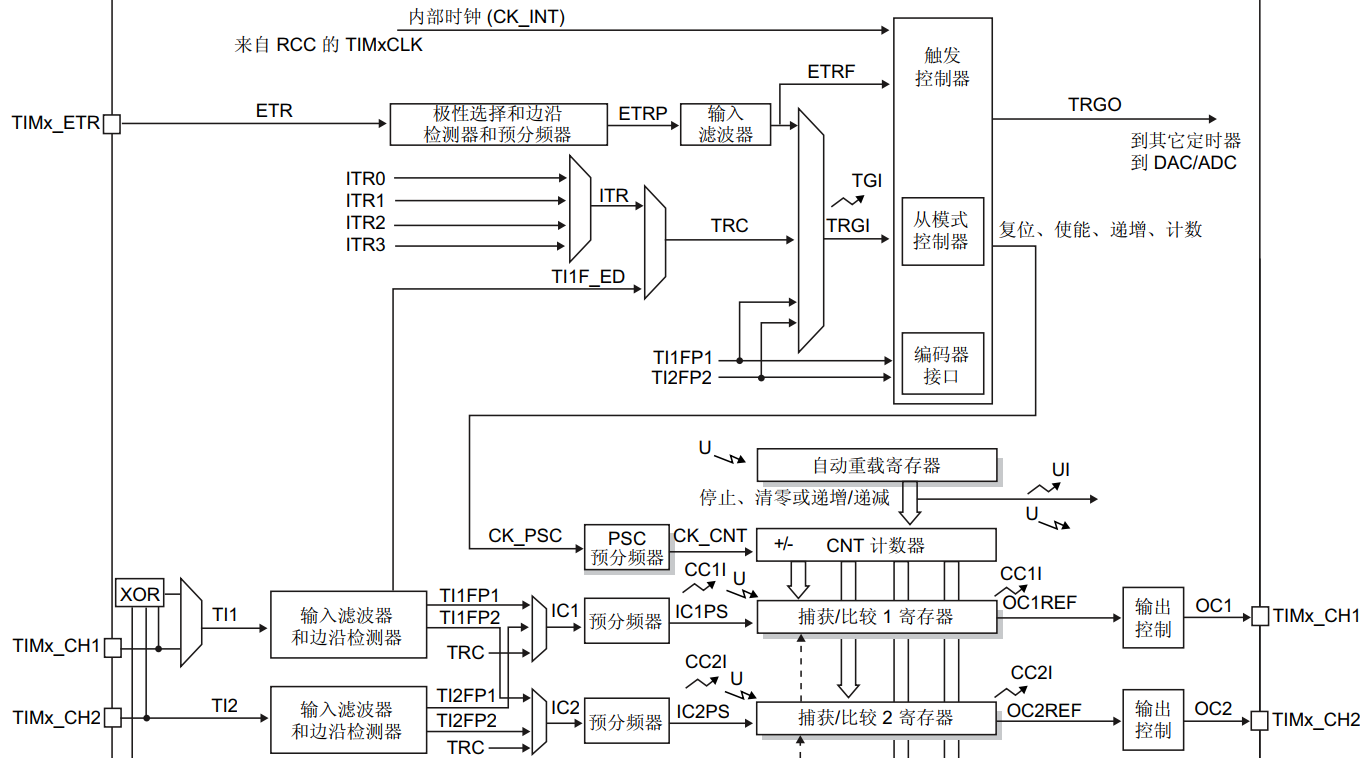 内部时钟 (CK_INT)
来自 RCC 的 TIMxCLK
触发
控制器
ETRF
TIMx_ETR
ETR
极性选择和边沿
检测器和预分频器
ETRP
输入
滤波器
TRGO
到其它定时器
到 DAC/ADC
ITR0
ITR1
ITR2
ITR3
ITR
TI1F_ED
TRC
TGI
TRGI
从模式
控制器
复位、使能、递增、计数
TI1FP1
TI2FP2
编码器
接口
U
自动重载寄存器
停止、清零或递增/递减
UI
U
CK_PSC
PSC
预分频器
CK_CNT
+/-
CNT 计数器
XOR
TI1
TIMx_CH1
输入滤波器
和边沿检测器
TI1FP1
TI1FP2
TRC
IC1
预分频器
CC1I
U
IC1PS
捕获/比较 1 寄存器
CC1I
OC1REF
输出
控制
OC1
TIMx_CH1
TIMx_CH2
TI2
输入滤波器
和边沿检测器
TI2FP1
TI2FP2
TRC
IC2
预分频器
CC2I
U
IC2PS
捕获/比较 2 寄存器
CC2I
OC2REF
输出
控制
OC2
TIMx_CH2